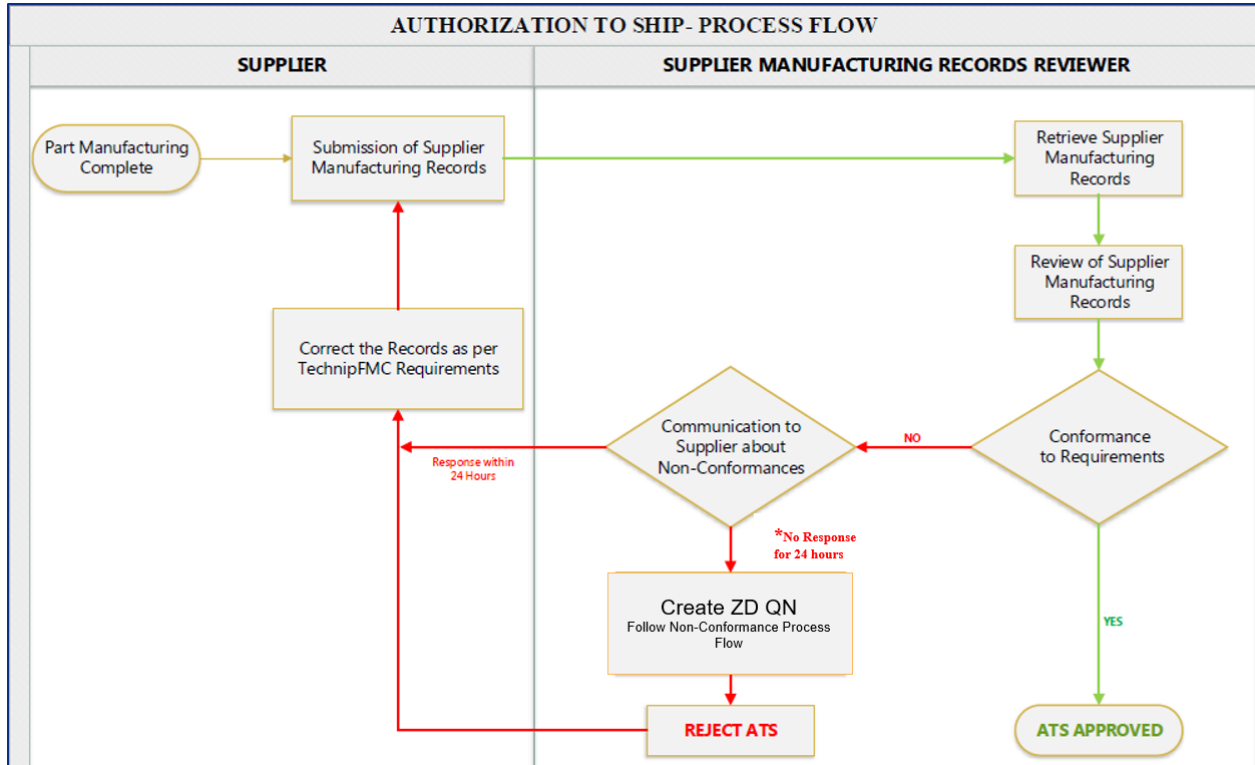 AUTHORIZATION TO SHIP- PROCESS FLOW
SUPPLIER
SUPPLIER MANUFACTURING RECORDS REVIEWER
Part Manufacturing
Complete
Submission of Supplier
Manufacturing Records
Retrieve Supplier
Manufacturing
Records
Review of Supplier
Manufacturing
Records
Correct the Records as per
TechnipFMC Requirements
Communication to
Supplier about
Non-Conformances
NO
Conformance
to Requirements
Response within
24 Hours
*No Response
for 24 hours
Create ZD QN
Follow Non-Conformance Process
Flow
YES
REJECT ATS
ATS APPROVED